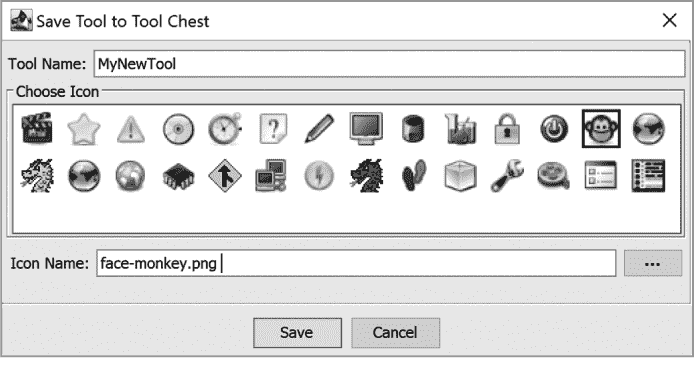 Save Tool to Tool Chest
Tool Name: MyNewTool
Choose Icon
Icon Name: face-monkey.png
...
Save Cancel